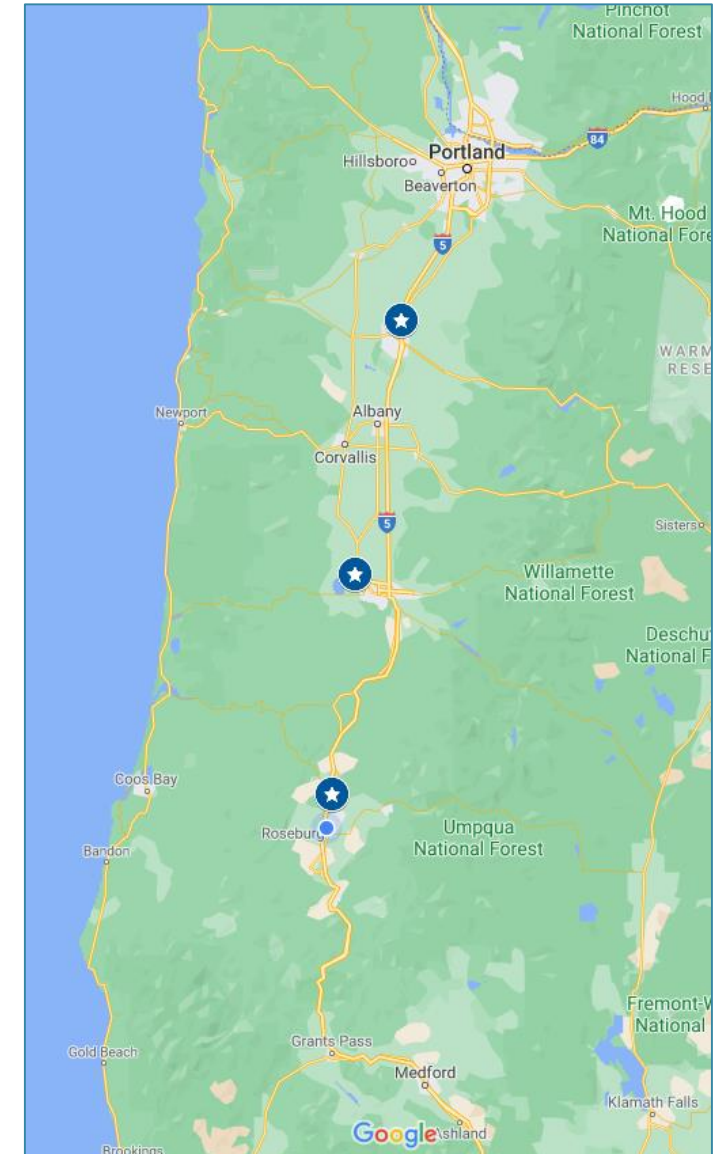 Pinchot
National Forest
Hood
84
Portland
Hillsboro
Beaverton
Mt. Hood
National Fore
5
WARM
RESE
Newport
Albany
Corvallis
5
Sisters
Willamette
National Forest
Deschut
National F
Coos Bay
Roseburg
Umpqua
National Forest
Bandon
Fremont-W
National
Grants Pass
Gold Beach
Medford
Klamath Falls
Google
Ashland
Brookings